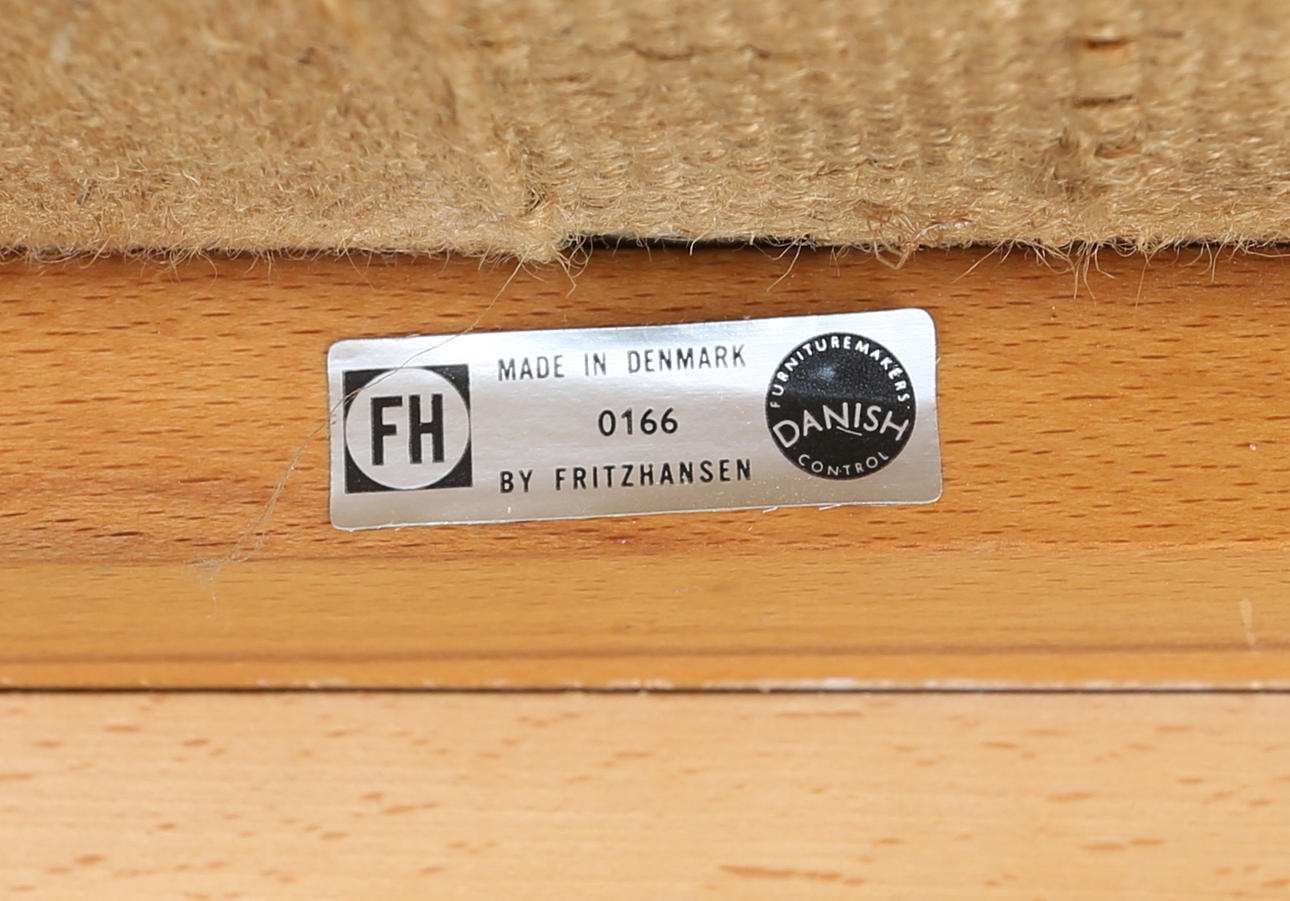 FH
MADE IN DENMARK
0166
BY FRITZHANSEN
FURNITUREMAKERS
DANISH
CONTROL